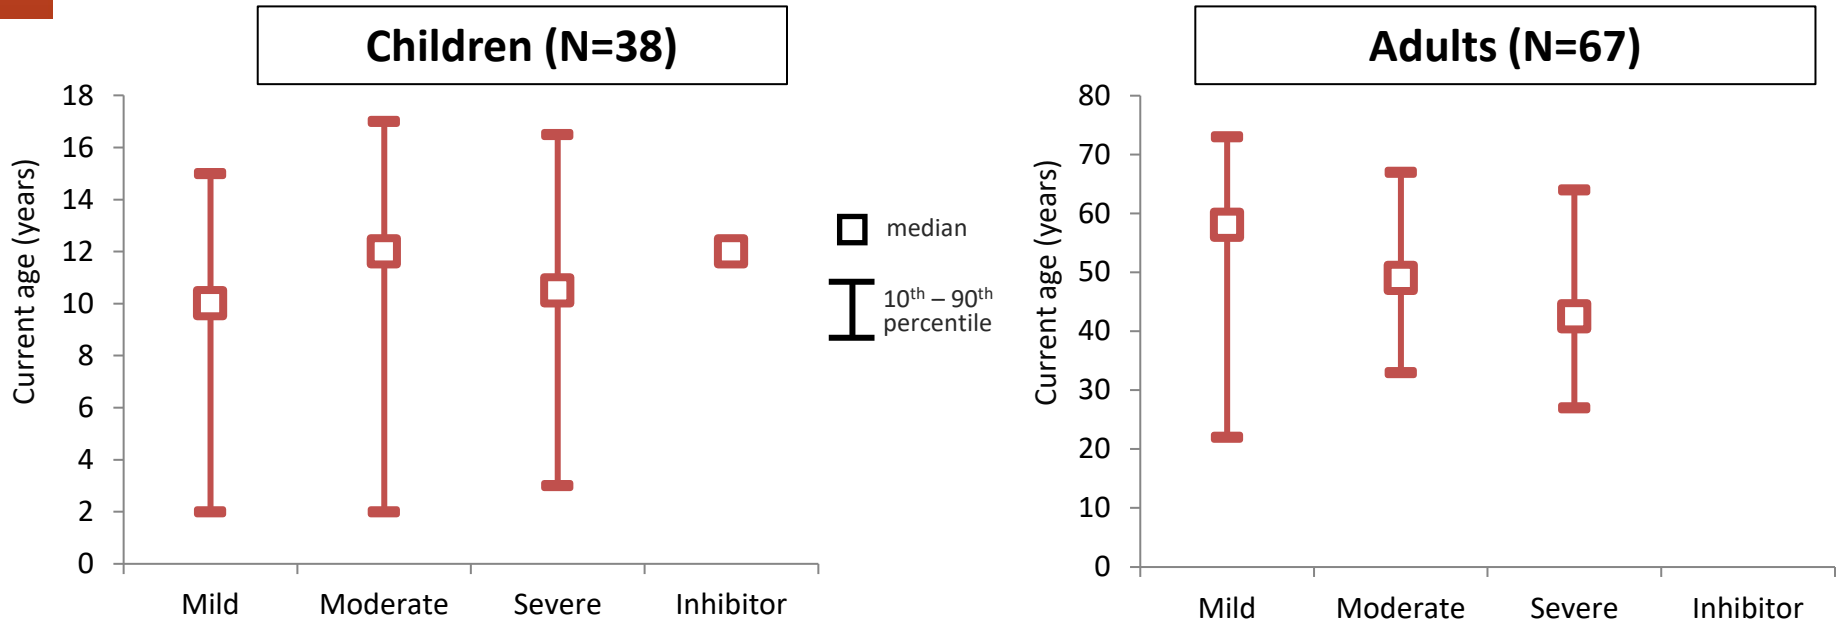 Children (N=38)
Current age (years)
18
16
14
12
10
8
6
4
2
0
Mild Moderate Severe Inhibitor
median
10th – 90th
percentile
Adults (N=67)
Current age (years)
80
70
60
50
40
30
20
10
0
Mild Moderate Severe Inhibitor